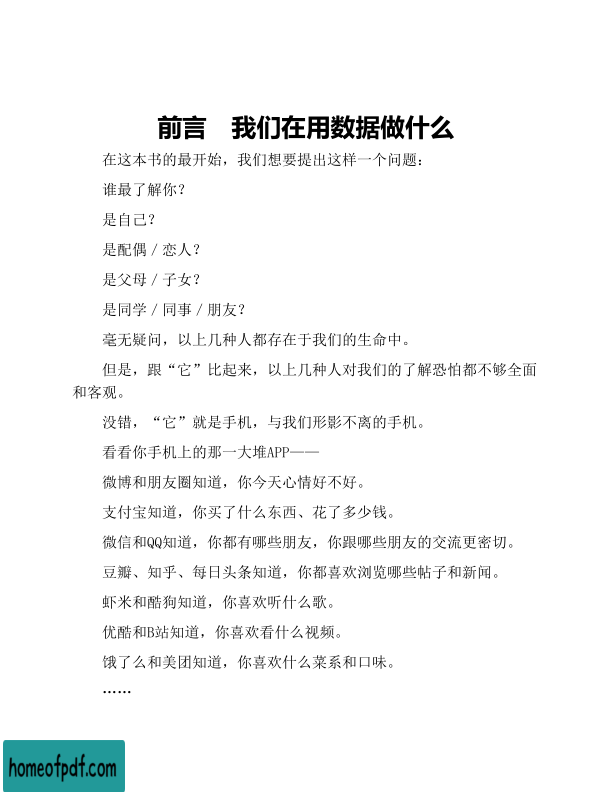 前言　我们在用数据做什么
在这本书的最开始，我们想要提出这样一个问题：
谁最了解你？
是自己？
是配偶／恋人？
是父母／子女？
是同学／同事／朋友？
毫无疑问，以上几种人都存在于我们的生命中。
但是，跟“它”比起来，以上几种人对我们的了解恐怕都不够全面
和客观。
没错，“它”就是手机，与我们形影不离的手机。
看看你手机上的那一大堆APP——
微博和朋友圈知道，你今天心情好不好。
支付宝知道，你买了什么东西、花了多少钱。
微信和QQ知道，你都有哪些朋友，你跟哪些朋友的交流更密切。
豆瓣、知乎、每日头条知道，你都喜欢浏览哪些帖子和新闻。
虾米和酷狗知道，你喜欢听什么歌。
优酷和B站知道，你喜欢看什么视频。
饿了么和美团知道，你喜欢什么菜系和口味。
……
homeofpdf.com